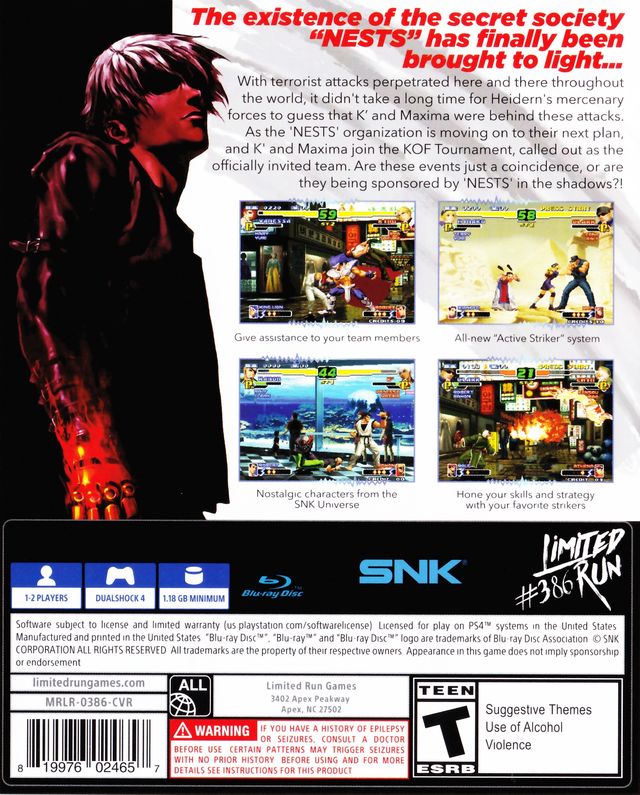 The existence of the secret society
"NESTS" has finally been
brought to light...
With terrorist attacks perpetrated here and there throughout
the world, it didn't take a long time for Heidern's mercenary
forces to guess that K' and Maxima were behind these attacks.
As the 'NESTS' organization is moving on to their next plan,
and K' and Maxima join the KOF Tournament, called out as the
officially invited team. Are these events just a coincidence, or are
they being sponsored by 'NESTS' in the shadows?!
59
VANESSA
58
PRESS START
Give assistance to your team members
All-new "Active Striker" system
44
21
ROBERT
Nostalgic characters from the
SNK Universe
Hone your skills and strategy
with your favorite strikers
LIMITED
RUN
#386
1-2 PLAYERS
DUALSHOCK 4
1.18 GB MINIMUM
Blu-ray Disc™
SNK
Software subject to license and limited warranty (us playstation com/softwarelicense) Licensed for play on PS4™ systems in the United States
Manufactured and printed in the United States "Blu-ray Disc™", "Blu-ray™" and "Blu-ray Disc™" logo are trademarks of Blu-ray Disc Association © SNK
CORPORATION ALL RIGHTS RESERVED All trademarks are the property of their respective owners Appearance in this game does not imply sponsorship
or endorsement
limitedrungames.com
MRLR-0386-CVR
8 19976 02465 7
ALL
Limited Run Games
3402 Apex Peakway
Apex, NC 27502
WARNING
IF YOU HAVE A HISTORY OF EPILEPSY
OR SEIZURES, CONSULT A DOCTOR
BEFORE USE CERTAIN PATTERNS MAY TRIGGER SEIZURES
WITH NO PRIOR HISTORY BEFORE USING AND FOR MORE
DETAILS SEE INSTRUCTIONS FOR THIS PRODUCT
TEEN
T
ESRB
Suggestive Themes
Use of Alcohol
Violence